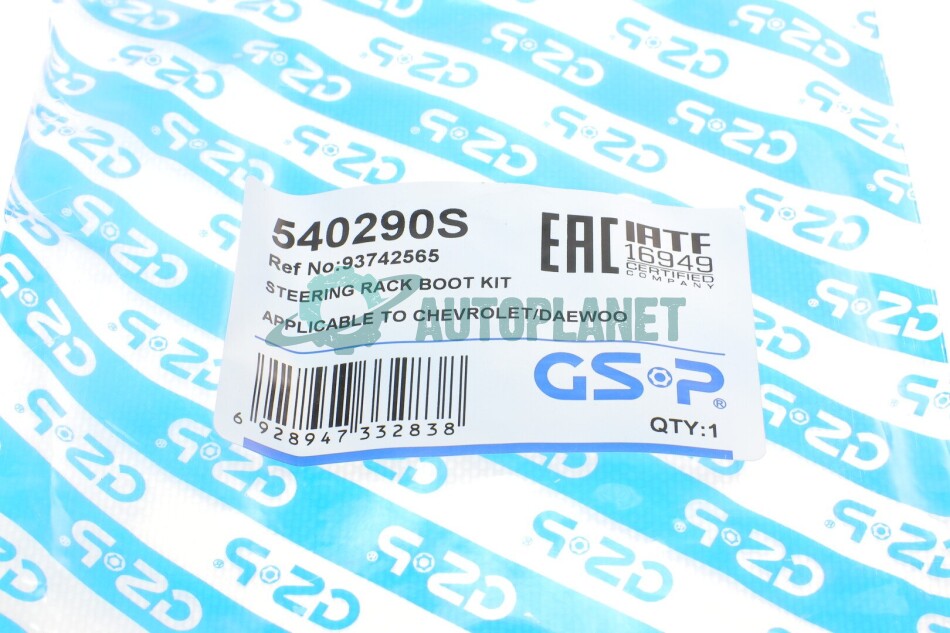 540290S
Ref No:93742565
STEERING RACK BOOT KIT
APPLICABLE TO CHEVROLET/DAEWOO
EAC
IATF
16949
CERTIFIED
COMPANY
AUTOPLANET
GSP®
QTY:1
6 928947 332838